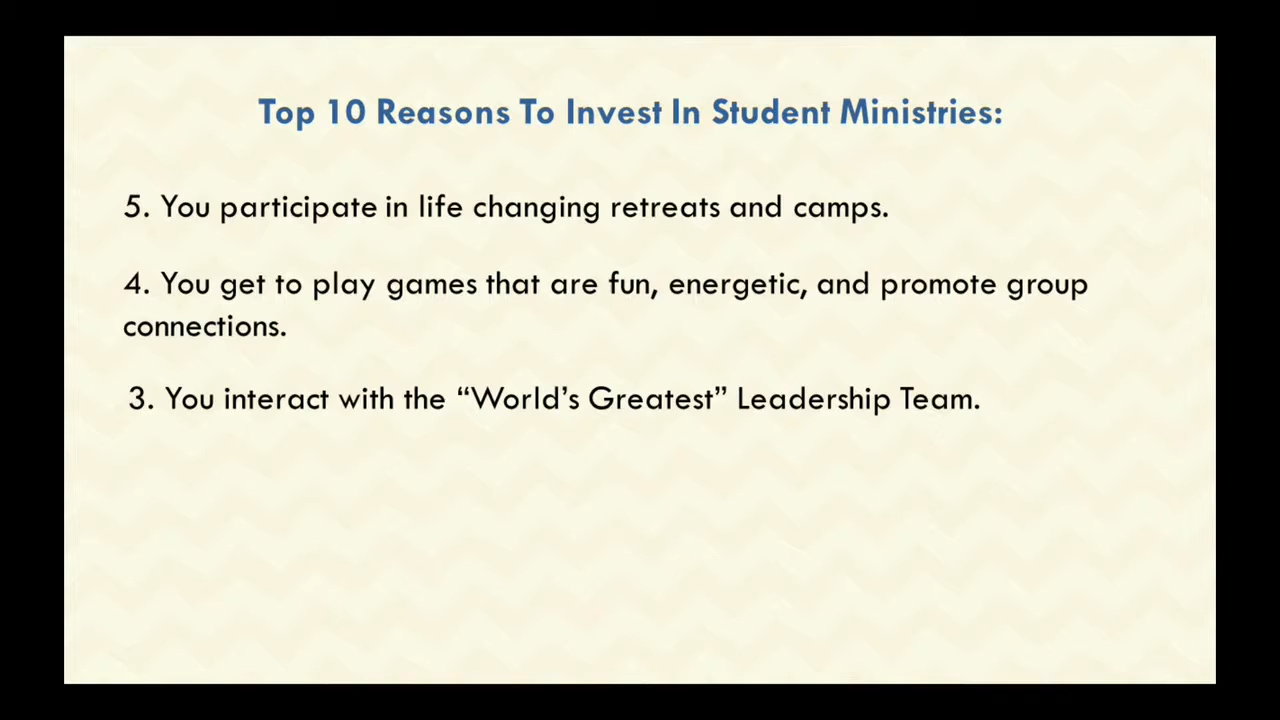 Top 10 Reasons To Invest In Student Ministries:
5. You participate in life changing retreats and camps.
4. You get to play games that are fun, energetic, and promote group
connections.
3. You interact with the “World’s Greatest” Leadership Team.